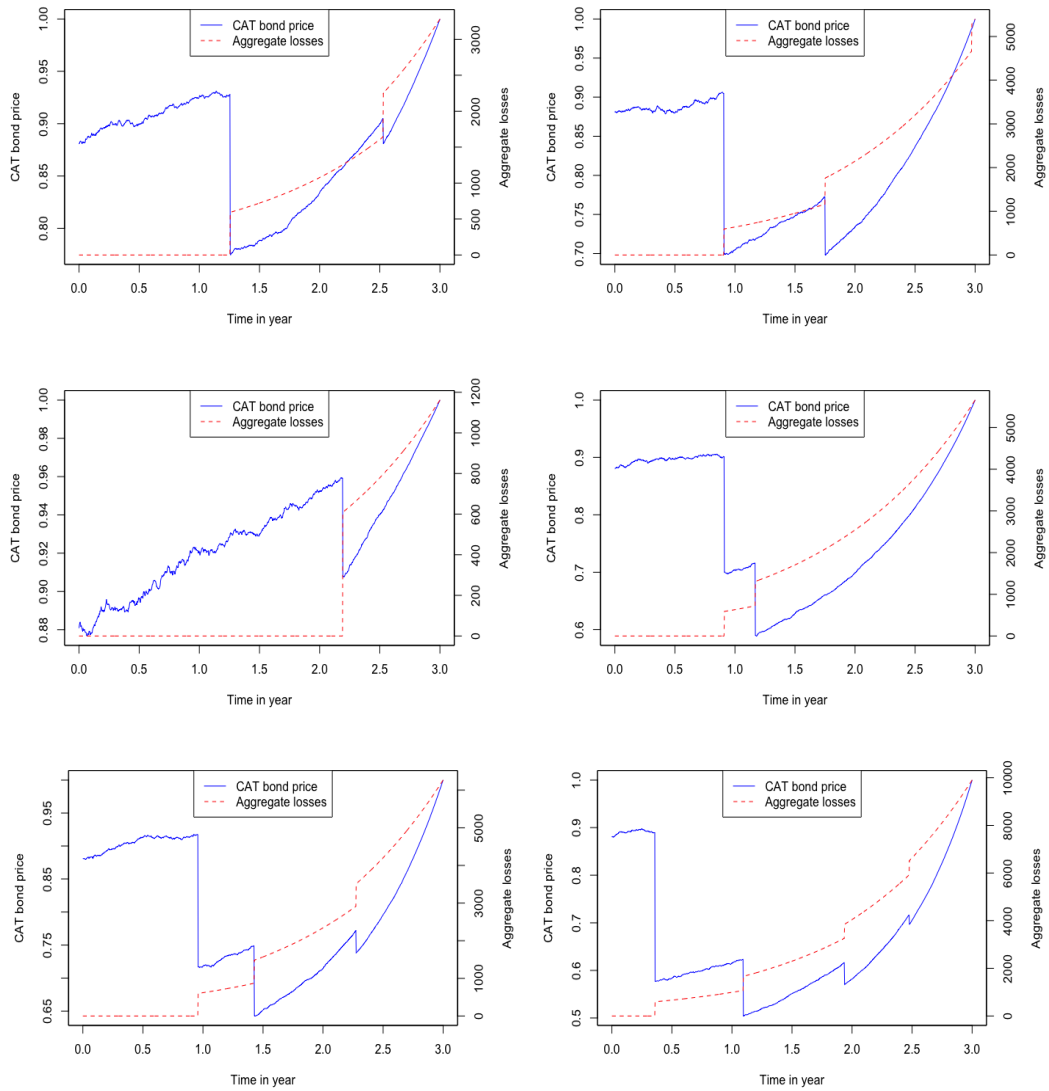 CAT bond price
Aggregate losses
CAT bond price
0.80 0.85 0.90 0.95 1.00
0 500 1000 2000 3000
Aggregate losses
0.0 0.5 1.0 1.5 2.0 2.5 3.0
Time in year
CAT bond price
Aggregate losses
CAT bond price
0.70 0.75 0.80 0.85 0.90 0.95 1.00
0 1000 2000 3000 4000 5000
Aggregate losses
0.0 0.5 1.0 1.5 2.0 2.5 3.0
Time in year
CAT bond price
Aggregate losses
CAT bond price
0.88 0.90 0.92 0.94 0.96 0.98 1.00
0 200 400 600 800 1200
Aggregate losses
0.0 0.5 1.0 1.5 2.0 2.5 3.0
Time in year
CAT bond price
Aggregate losses
CAT bond price
0.6 0.7 0.8 0.9 1.0
0 1000 2000 3000 4000 5000
Aggregate losses
0.0 0.5 1.0 1.5 2.0 2.5 3.0
Time in year
CAT bond price
Aggregate losses
CAT bond price
0.65 0.75 0.85 0.95
0 1000 3000 5000
Aggregate losses
0.0 0.5 1.0 1.5 2.0 2.5 3.0
Time in year
CAT bond price
Aggregate losses
CAT bond price
0.5 0.6 0.7 0.8 0.9 1.0
0 2000 4000 6000 8000 10000
Aggregate losses
0.0 0.5 1.0 1.5 2.0 2.5 3.0
Time in year